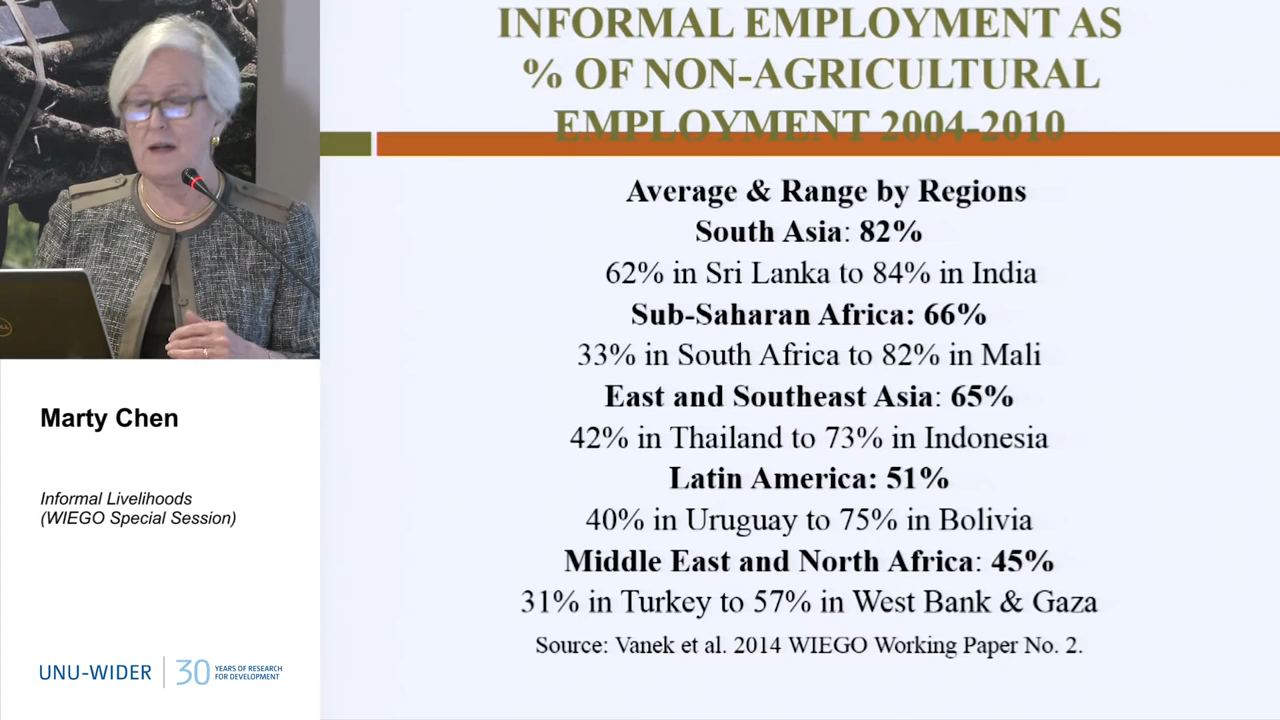 INFORMAL EMPLOYMENT AS
% OF NON-AGRICULTURAL
EMPLOYMENT 2004-2010
Average & Range by Regions
South Asia: 82%
62% in Sri Lanka to 84% in India
Sub-Saharan Africa: 66%
33% in South Africa to 82% in Mali
East and Southeast Asia: 65%
42% in Thailand to 73% in Indonesia
Latin America: 51%
40% in Uruguay to 75% in Bolivia
Middle East and North Africa: 45%
31% in Turkey to 57% in West Bank & Gaza
Source: Vanek et al. 2014 WIEGO Working Paper No. 2.
Marty Chen
Informal Livelihoods
(WIEGO Special Session)
UNU-WIDER
30 YEARS OF RESEARCH
FOR DEVELOPMENT